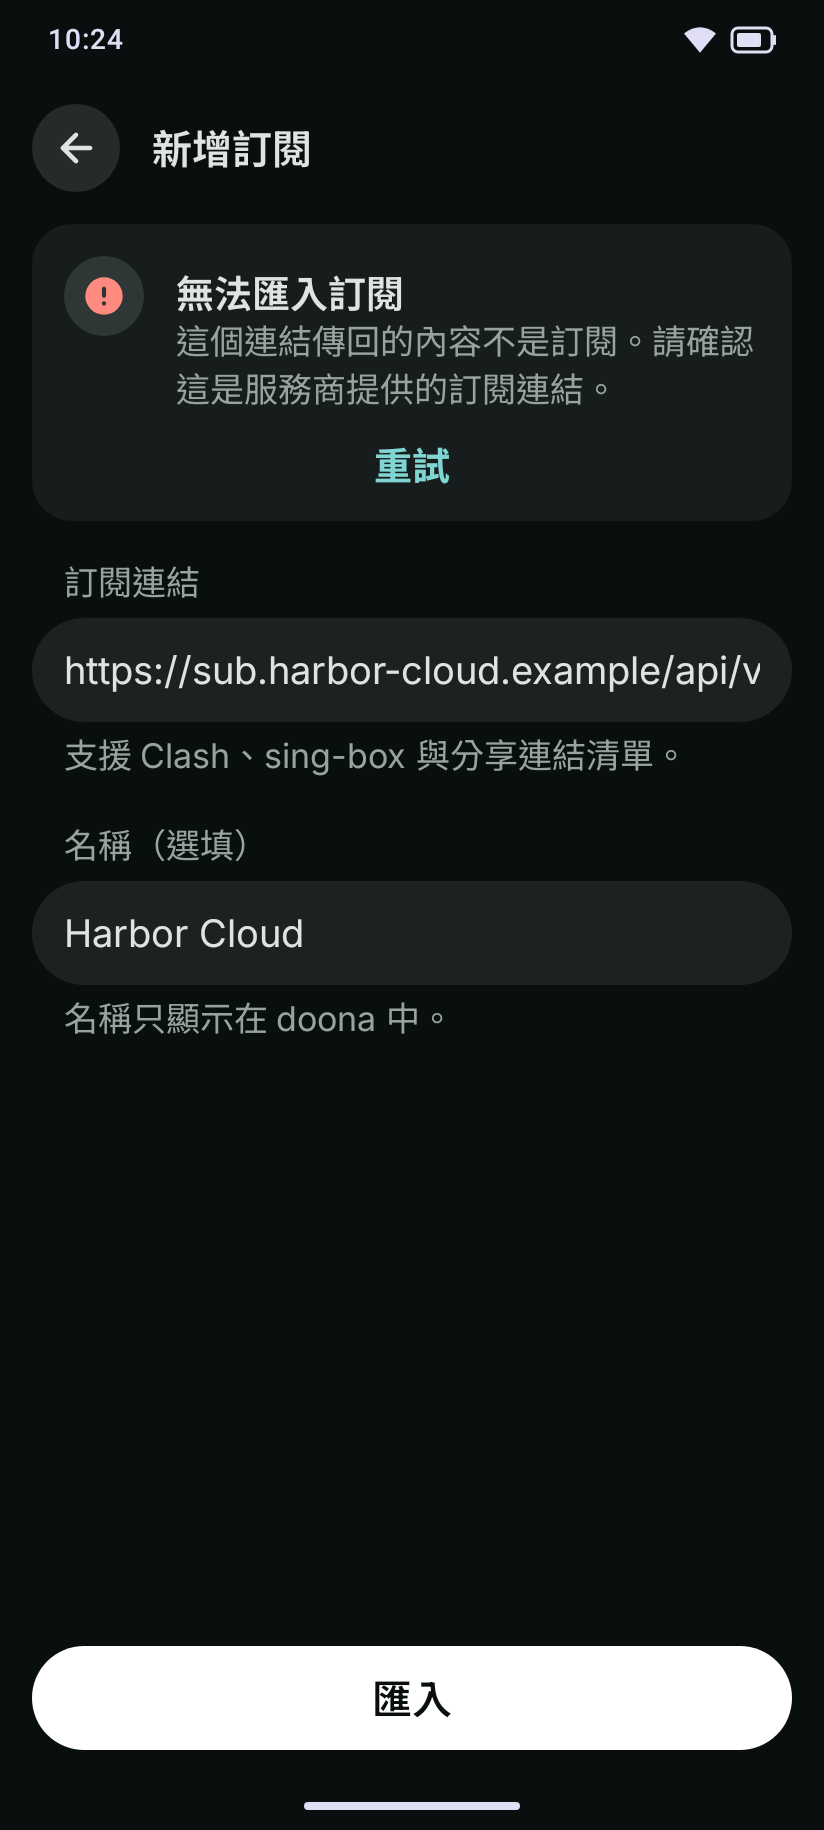 10:24
新增訂閱
無法匯入訂閱
這個連結傳回的內容不是訂閱。請確認
這是服務商提供的訂閱連結。
重試
訂閱連結
https://sub.harbor-cloud.example/api/v
支援 Clash、sing-box 與分享連結清單。
名稱（選填）
Harbor Cloud
名稱只顯示在 doona 中。
匯入